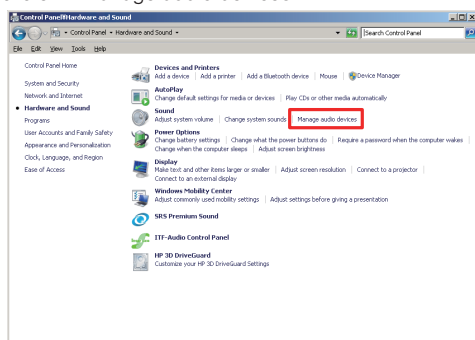 Control Panel\Hardware and Sound
Control Panel Hardware and Sound
Search Control Panel
File Edit View Tools Help
Control Panel Home
System and Security
Network and Internet
Hardware and Sound
Programs
User Accounts and Family Safety
Appearance and Personalization
Clock, Language, and Region
Ease of Access
Devices and Printers
Add a device Add a printer Add a Bluetooth device Mouse Device Manager
AutoPlay
Change default settings for media or devices Play CDs or other media automatically
Sound
Adjust system volume Change system sounds Manage audio devices
Power Options
Change battery settings Change what the power buttons do Require a password when the computer wakes
Change when the computer sleeps Adjust screen brightness
Display
Make text and other items larger or smaller Adjust screen resolution Connect to a projector
Connect to an external display
Windows Mobility Center
Adjust commonly used mobility settings Adjust settings before giving a presentation
SRS Premium Sound
ITF-Audio Control Panel
HP 3D DriveGuard
Customize your HP 3D DriveGuard Settings